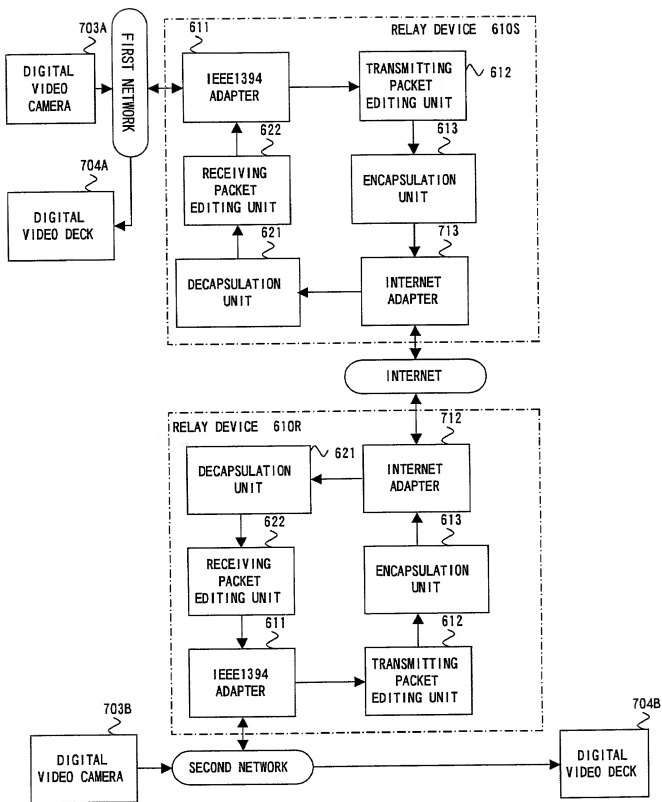 703A
FIRST NETWORK
611
RELAY DEVICE 610S
DIGITAL
VIDEO
CAMERA
IEEE1394
ADAPTER
TRANSMITTING
PACKET
EDITING UNIT
612
622
613
704A
RECEIVING
PACKET
EDITING UNIT
ENCAPSULATION
UNIT
DIGITAL
VIDEO DECK
621
713
DECAPSULATION
UNIT
INTERNET
ADAPTER
INTERNET
RELAY DEVICE 610R
712
621
DECAPSULATION
UNIT
INTERNET
ADAPTER
622
613
RECEIVING
PACKET
EDITING UNIT
ENCAPSULATION
UNIT
611
612
IEEE1394
ADAPTER
TRANSMITTING
PACKET
EDITING UNIT
703B
704B
DIGITAL
VIDEO CAMERA
SECOND NETWORK
DIGITAL
VIDEO DECK